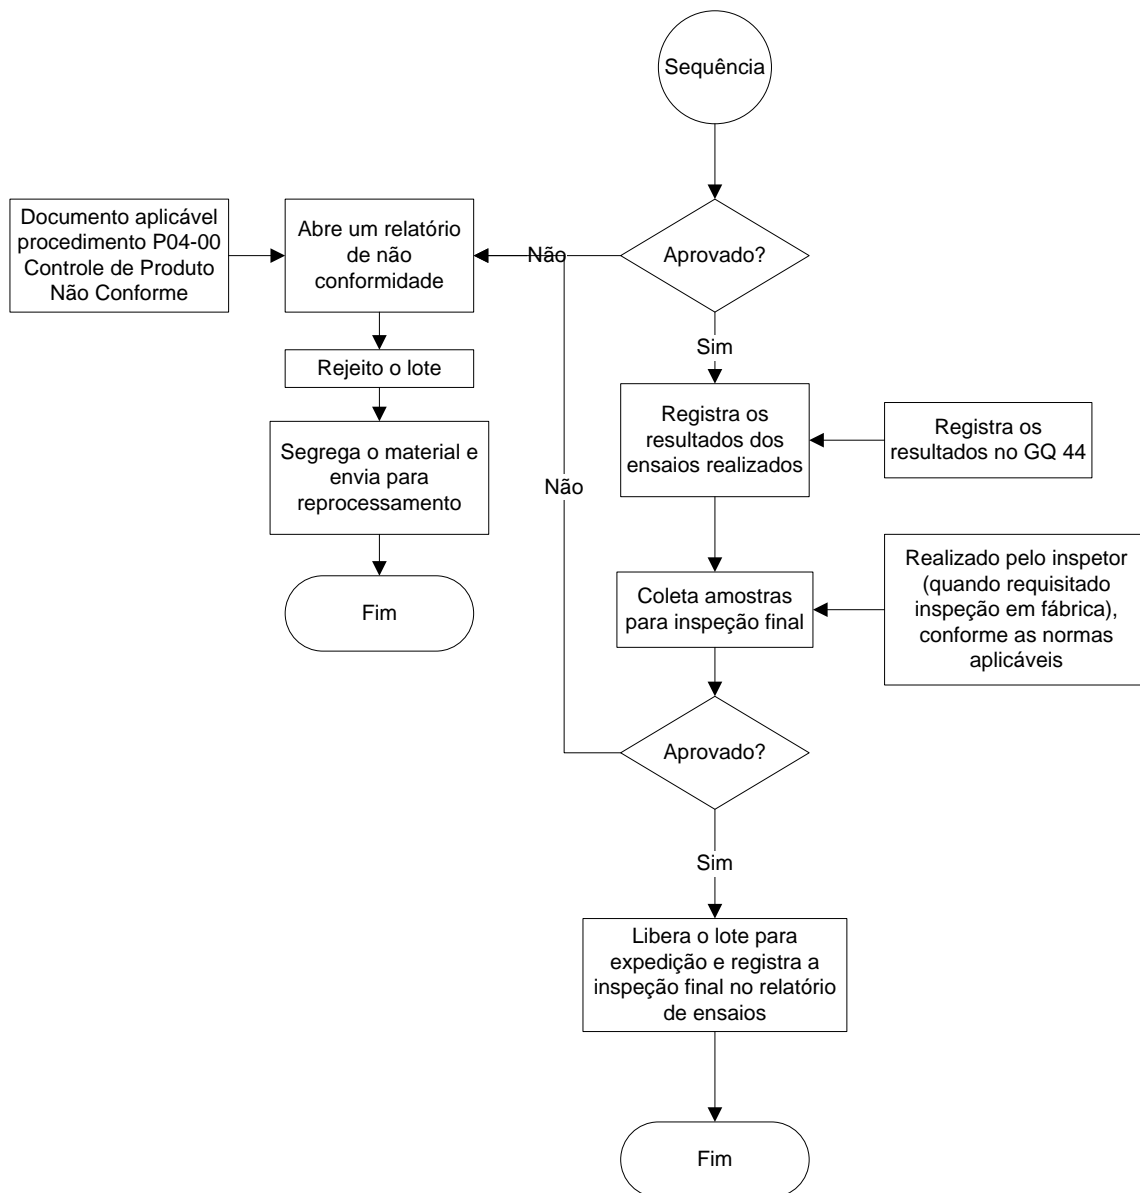 Sequência
Documento aplicável
procedimento P04-00
Controle de Produto
Não Conforme
Abre um relatório
de não
conformidade
Não
Aprovado?
Sim
Rejeito o lote
Registra os
resultados dos
ensaios realizados
Registra os
resultados no GQ 44
Segrega o material e
envia para
reprocessamento
Não
Fim
Coleta amostras
para inspeção final
Realizado pelo inspetor
(quando requisitado
inspeção em fábrica),
conforme as normas
aplicáveis
Aprovado?
Sim
Libera o lote para
expedição e registra a
inspeção final no relatório
de ensaios
Fim